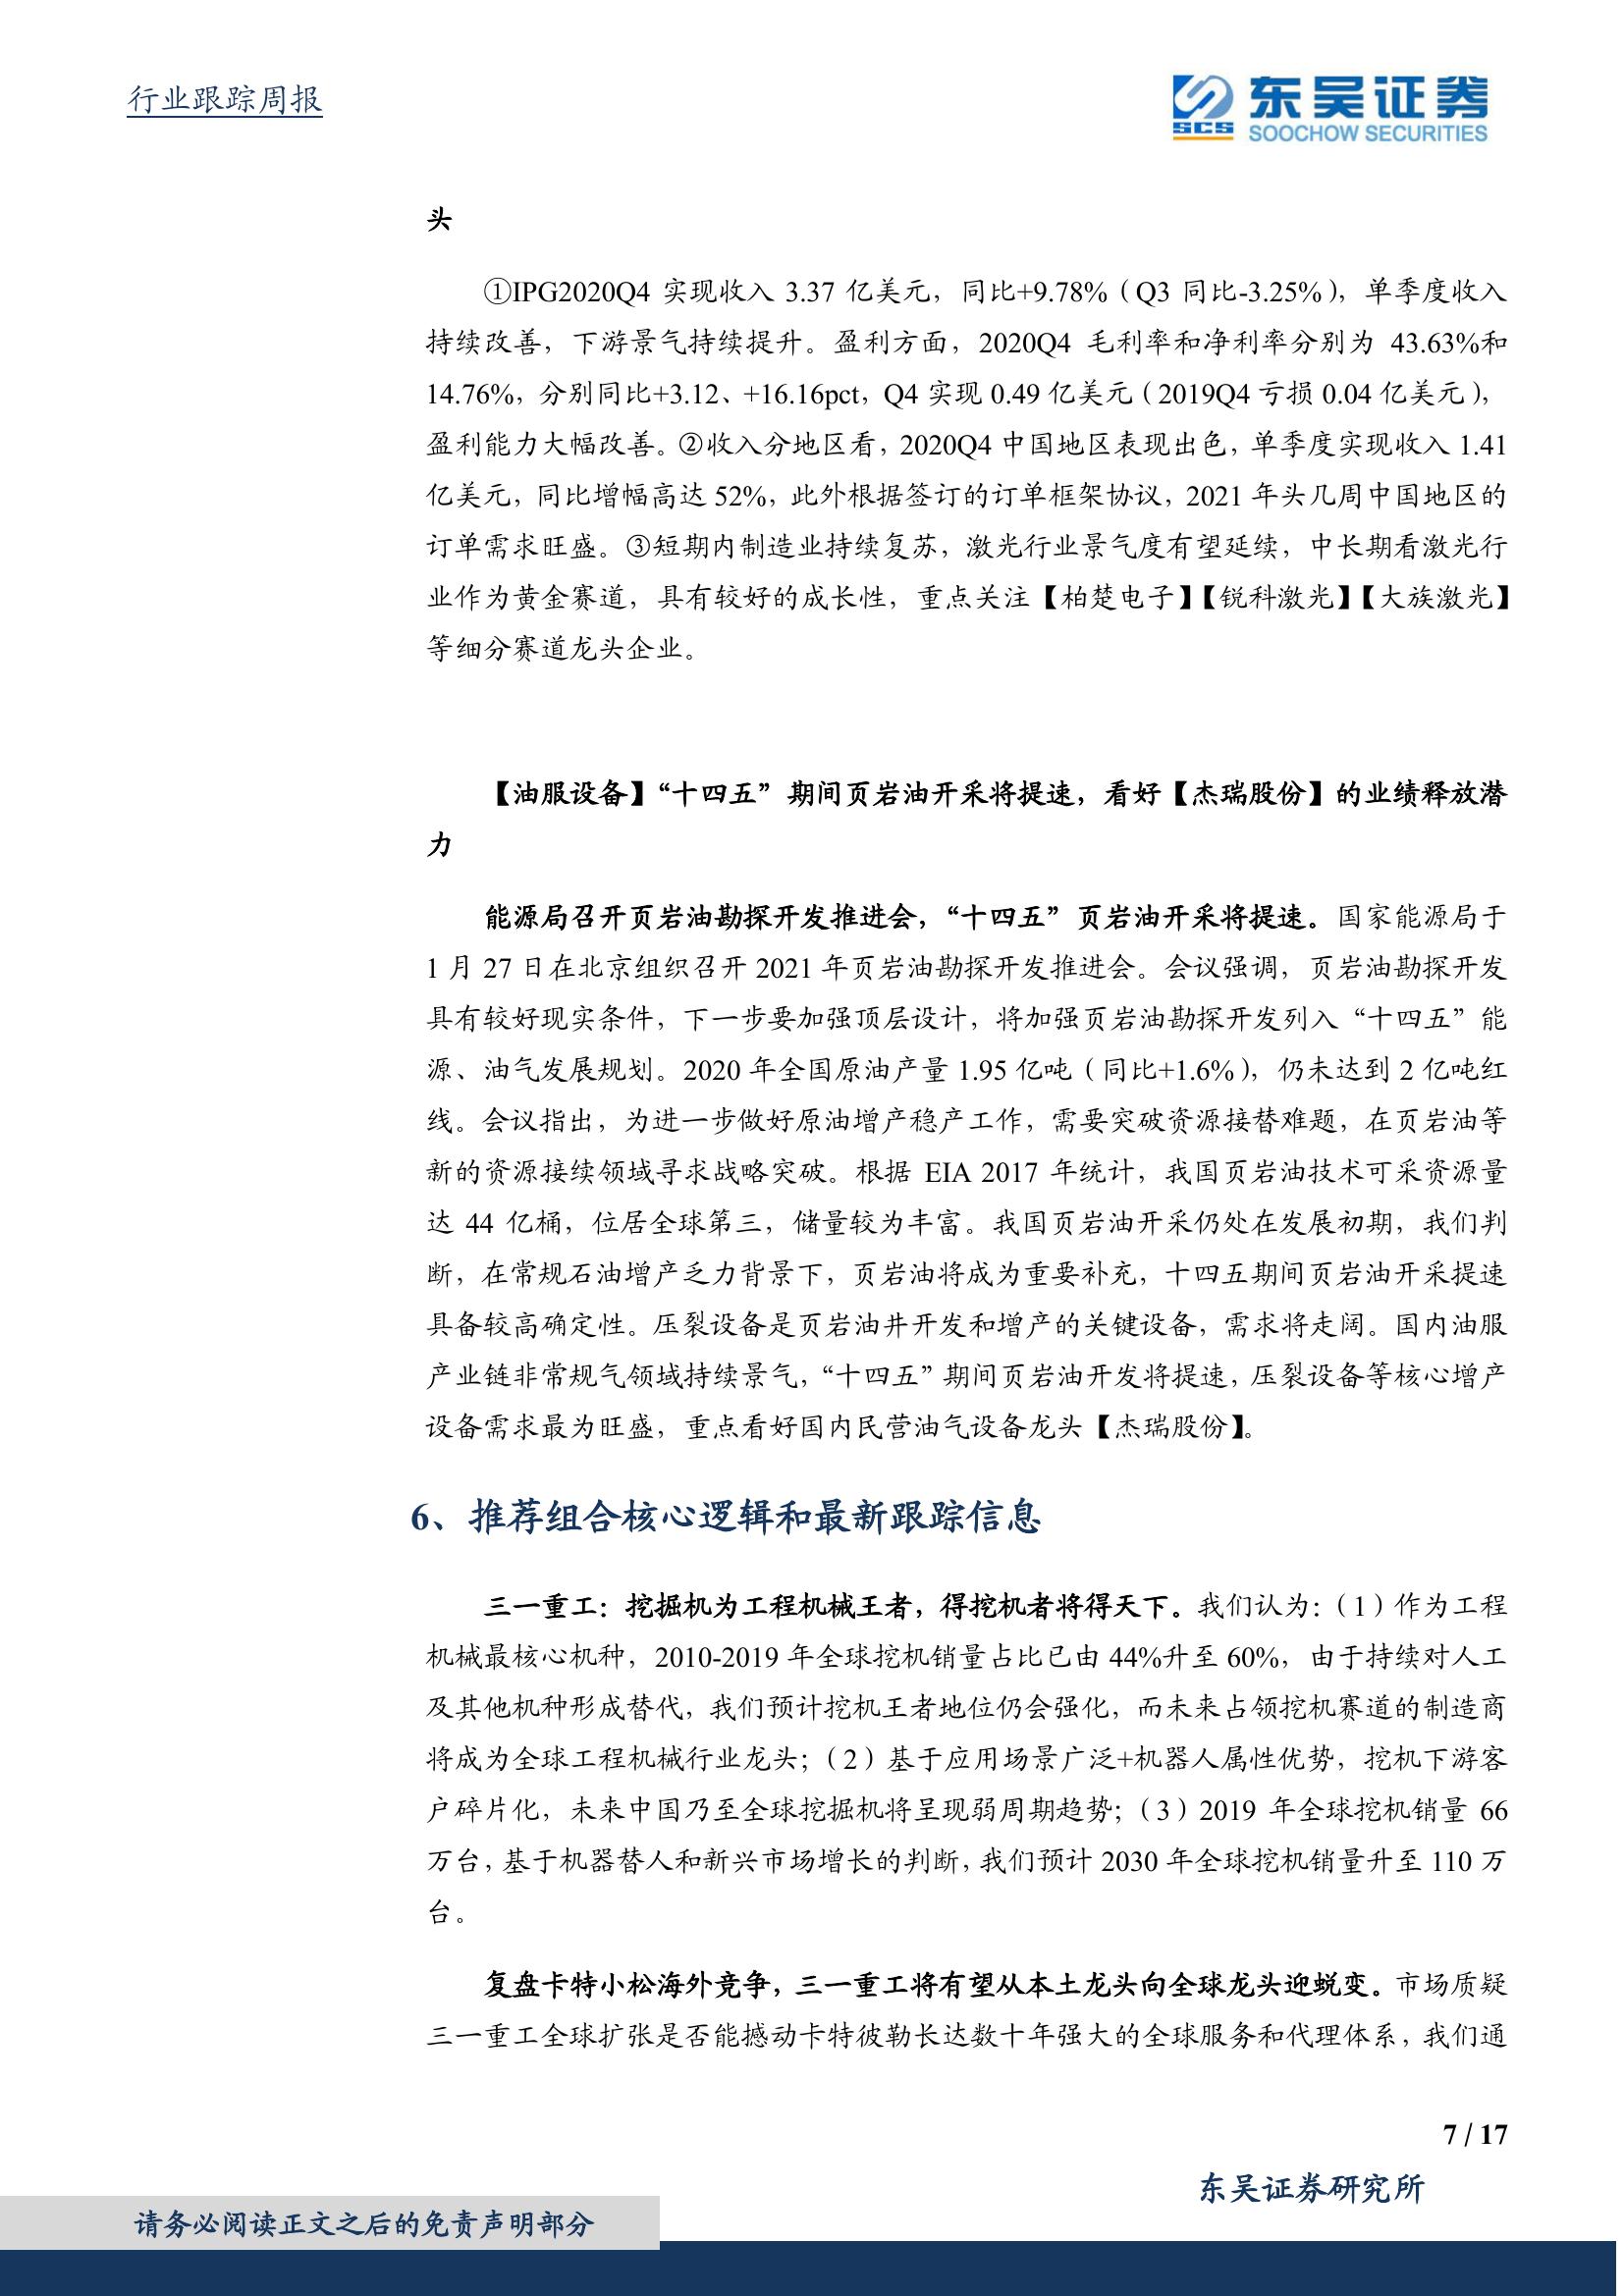 行业跟踪周报
SCS 东吴证券
SOOCHOW SECURITIES
头
①IPG2020Q4 实现收入 3.37 亿美元，同比+9.78%（Q3 同比-3.25%），单季度收入
持续改善，下游景气持续提升。盈利方面，2020Q4 毛利率和净利率分别为 43.63%和
14.76%，分别同比+3.12、+16.16pct，Q4 实现 0.49 亿美元（2019Q4 亏损 0.04 亿美元），
盈利能力大幅改善。②收入分地区看，2020Q4 中国地区表现出色，单季度实现收入 1.41
亿美元，同比增幅高达 52%，此外根据签订的订单框架协议，2021 年头几周中国地区的
订单需求旺盛。③短期内制造业持续复苏，激光行业景气度有望延续，中长期看激光行
业作为黄金赛道，具有较好的成长性，重点关注【柏楚电子】【锐科激光】【大族激光】
等细分赛道龙头企业。
【油服设备】“十四五”期间页岩油开采将提速，看好【杰瑞股份】的业绩释放潜
力
能源局召开页岩油勘探开发推进会，“十四五”页岩油开采将提速。国家能源局于
1 月 27 日在北京组织召开 2021 年页岩油勘探开发推进会。会议强调，页岩油勘探开发
具有较好现实条件，下一步要加强顶层设计，将加强页岩油勘探开发列入“十四五”能
源、油气发展规划。2020 年全国原油产量 1.95 亿吨（同比+1.6%），仍未达到 2 亿吨红
线。会议指出，为进一步做好原油增产稳产工作，需要突破资源接替难题，在页岩油等
新的资源接续领域寻求战略突破。根据 EIA 2017 年统计，我国页岩油技术可采资源量
达 44 亿桶，位居全球第三，储量较为丰富。我国页岩油开采仍处在发展初期，我们判
断，在常规石油增产乏力背景下，页岩油将成为重要补充，十四五期间页岩油开采提速
具备较高确定性。压裂设备是页岩油井开发和增产的关键设备，需求将走阔。国内油服
产业链非常规气领域持续景气，“十四五”期间页岩油开发将提速，压裂设备等核心增产
设备需求最为旺盛，重点看好国内民营油气设备龙头【杰瑞股份】。
6、推荐组合核心逻辑和最新跟踪信息
三一重工：挖掘机为工程机械王者，得挖机者将得天下。我们认为：（1）作为工程
机械最核心机种，2010-2019 年全球挖机销量占比已由 44%升至 60%，由于持续对人工
及其他机种形成替代，我们预计挖机王者地位仍会强化，而未来占领挖机赛道的制造商
将成为全球工程机械行业龙头；（2）基于应用场景广泛+机器人属性优势，挖机下游客
户碎片化，未来中国乃至全球挖掘机将呈现弱周期趋势；（3）2019 年全球挖机销量 66
万台，基于机器替人和新兴市场增长的判断，我们预计 2030 年全球挖机销量升至 110 万
台。
复盘卡特小松海外竞争，三一重工将有望从本土龙头向全球龙头迎蜕变。市场质疑
三一重工全球扩张是否能撼动卡特彼勒长达数十年强大的全球服务和代理体系，我们通
7 / 17
东吴证券研究所
请务必阅读正文之后的免责声明部分